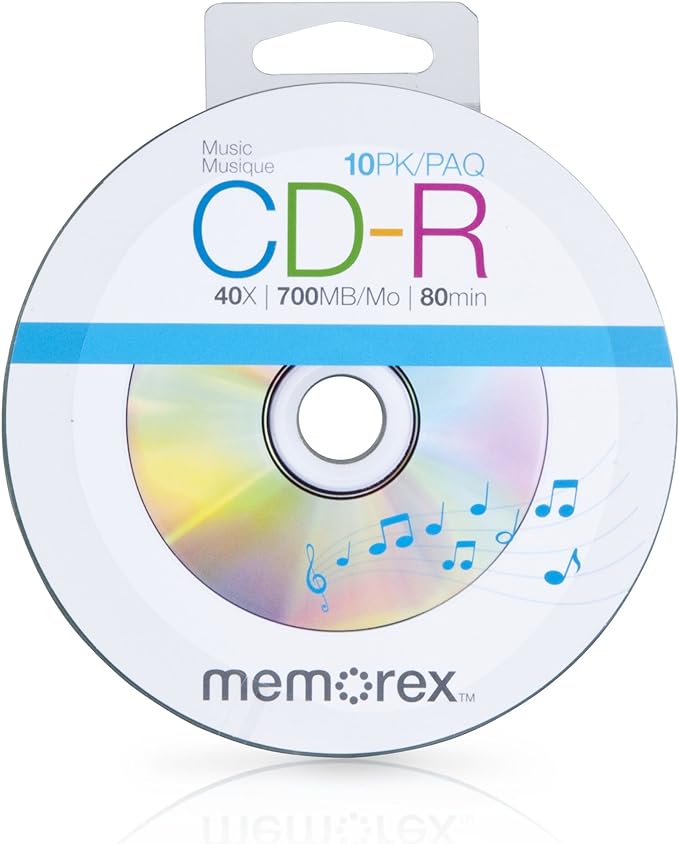 Music
Musique
10PK/PAQ
CD-R
40X | 700MB/Mo | 80min
memorex™